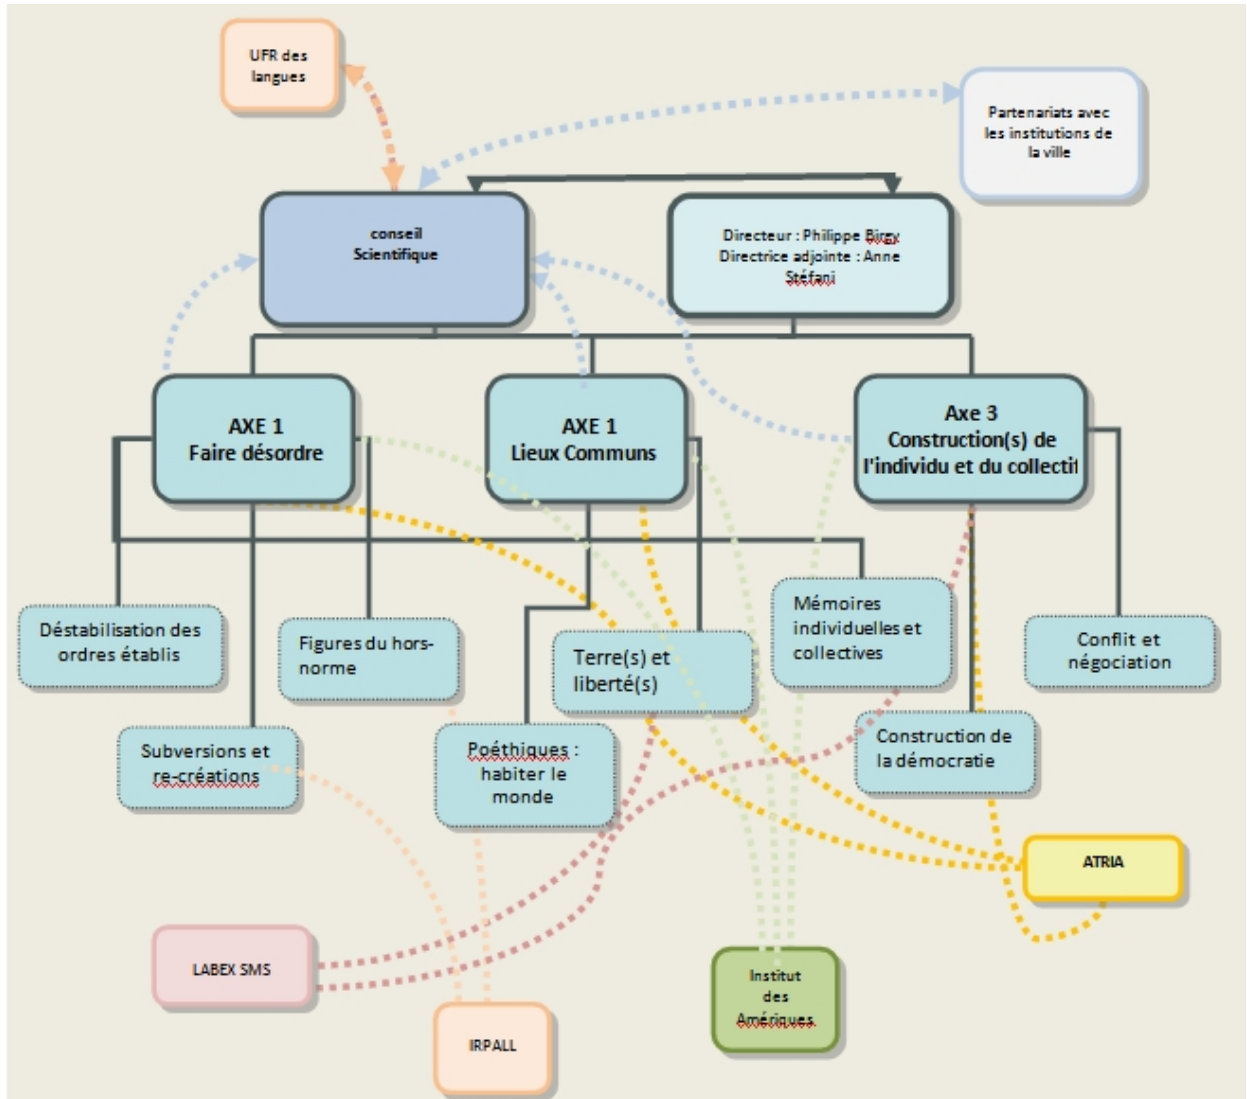 UFR des
langues
Partenariats avec
les institutions de
la ville
conseil
Scientifique
Directeur : Philippe Birgy
Directrice adjointe : Anne
Stéfani
AXE 1
Faire désordre
AXE 1
Lieux Communs
Axe 3
Construction(s) de
l'individu et du collectif
Déstabilisation des
ordres établis
Figures du hors-
norme
Terre(s) et
liberté(s)
Mémoires
individuelles et
collectives
Conflit et
négociation
Subversions et
re-créations
Poéthiques :
habiter le
monde
Construction de
la démocratie
ATRIA
LABEX SMS
Institut
des
Amériques
IRPALL